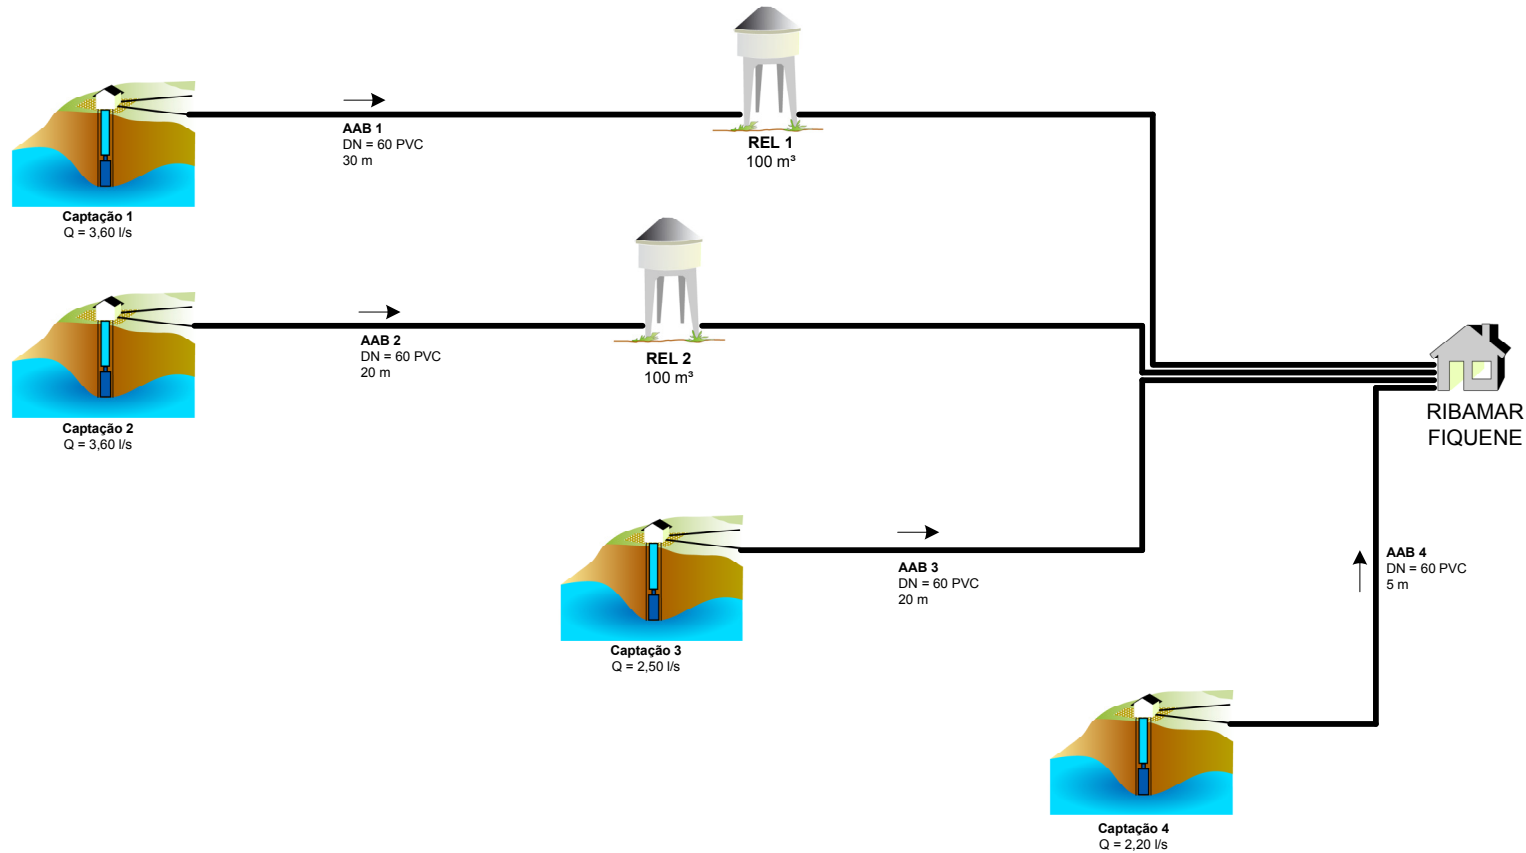 REL 1
100 m³
AAB 1
DN = 60 PVC
30 m
Captação 1
Q = 3,60 l/s
REL 2
100 m³
AAB 2
DN = 60 PVC
20 m
Captação 2
Q = 3,60 l/s
RIBAMAR
FIQUENE
AAB 3
DN = 60 PVC
20 m
Captação 3
Q = 2,50 l/s
AAB 4
DN = 60 PVC
5 m
Captação 4
Q = 2,20 l/s